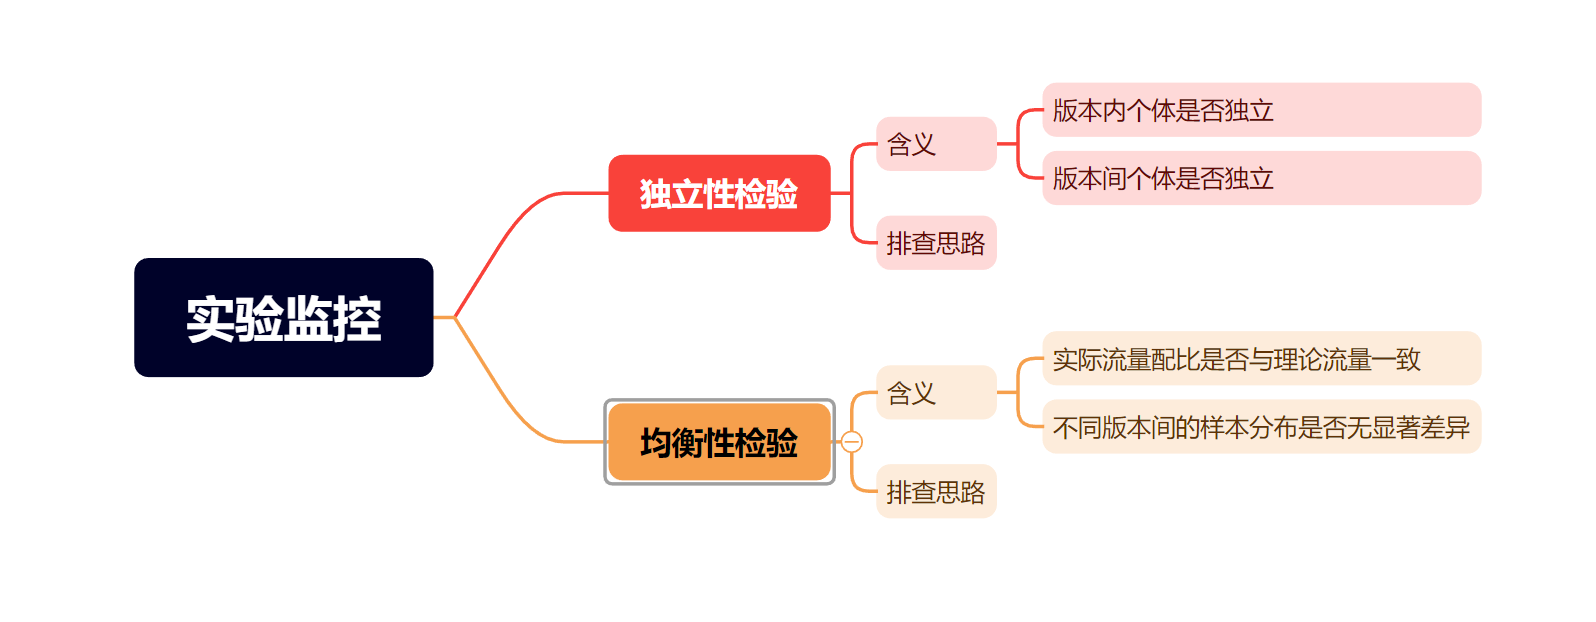 实验监控
独立性检验
含义
版本内个体是否独立
版本间个体是否独立
排查思路
均衡性检验
含义
实际流量配比是否与理论流量一致
不同版本间的样本分布是否无显著差异
排查思路